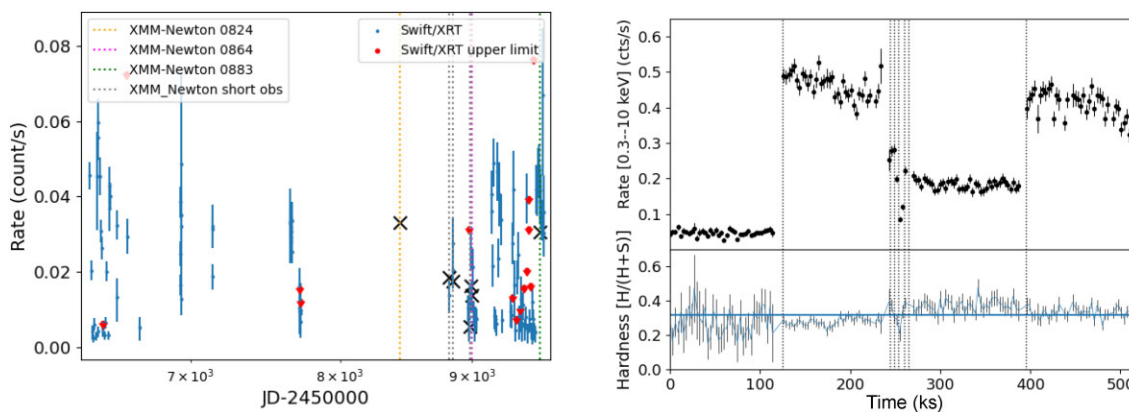 XMM-Newton 0824
XMM-Newton 0864
XMM-Newton 0883
XMM_Newton short obs
Swift/XRT
Swift/XRT upper limit
0.08
0.06
0.04
0.02
0.00
Rate (count/s)
7 × 10³
8 × 10³
9 × 10³
JD-2450000
Rate [0.3--10 keV] (cts/s)
0.6
0.5
0.4
0.3
0.2
0.1
Hardness [H/(H+S)]
0.6
0.4
0.2
0.0
0
100
200
300
400
500
Time (ks)